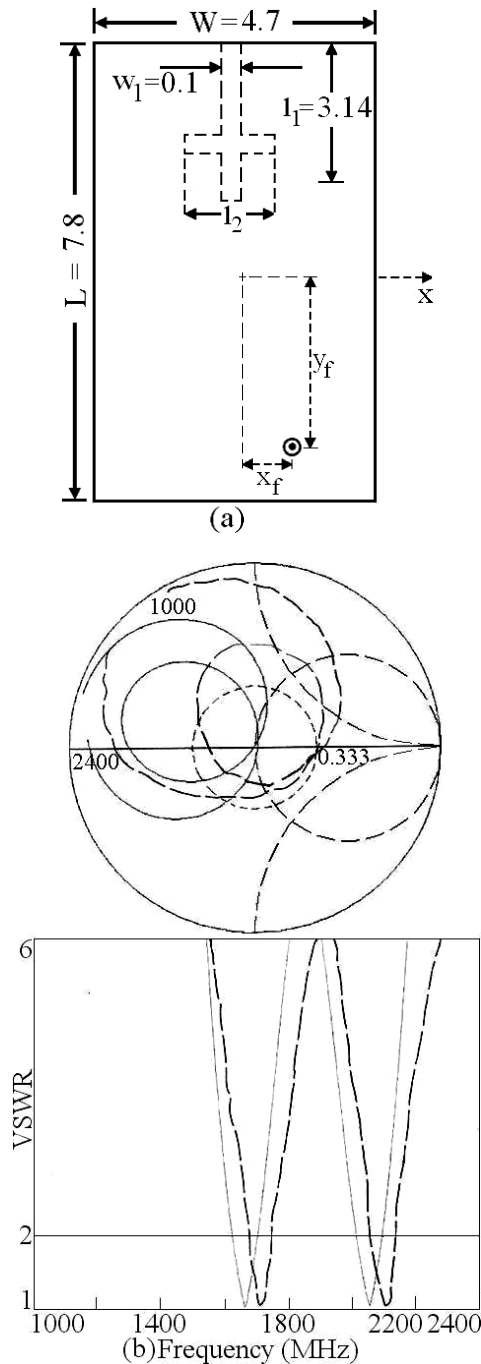 W = 4.7
w1=0.1
l1=3.14
L = 7.8
l2
x
yf
xf
(a)
1000
2400
0.333
6
VSWR
2
1
1000 1400 1800 2200 2400
(b)Frequency (MHz)